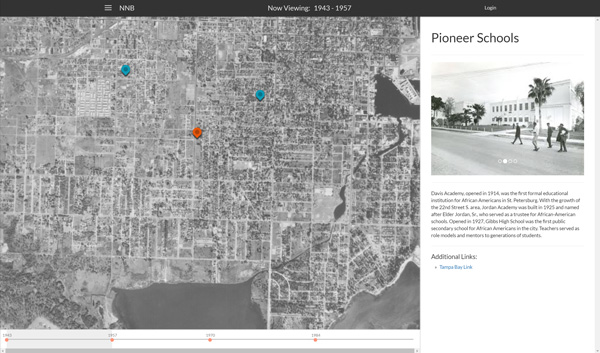 NNB
Now Viewing: 1943 - 1957
Login
Pioneer Schools
Davis Academy, opened in 1914, was the first formal educational
institution for African Americans in St. Petersburg. With the growth of
the 22nd Street S. area, Jordan Academy was built in 1925 and named
after Elder Jordan, Sr., who served as a trustee for African-American
schools. Opened in 1927, Gibbs High School was the first public
secondary school for African Americans in the city. Teachers served as
role models and mentors to generations of students.
Additional Links:
Tampa Bay Link
1943 1957 1970 1984